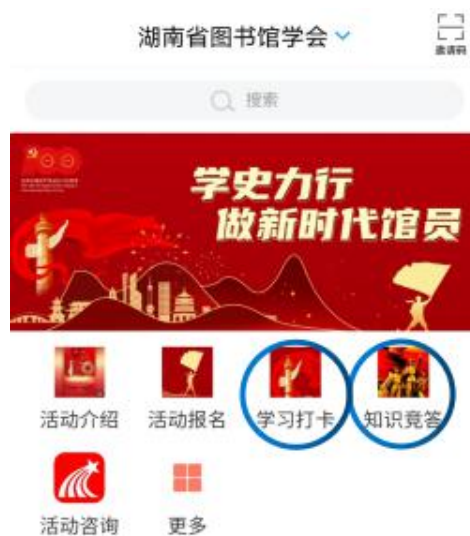 湖南省图书馆学会
邀请码
搜索
学史力行
做新时代馆员
活动介绍 活动报名 学习打卡 知识竞答
活动咨询 更多